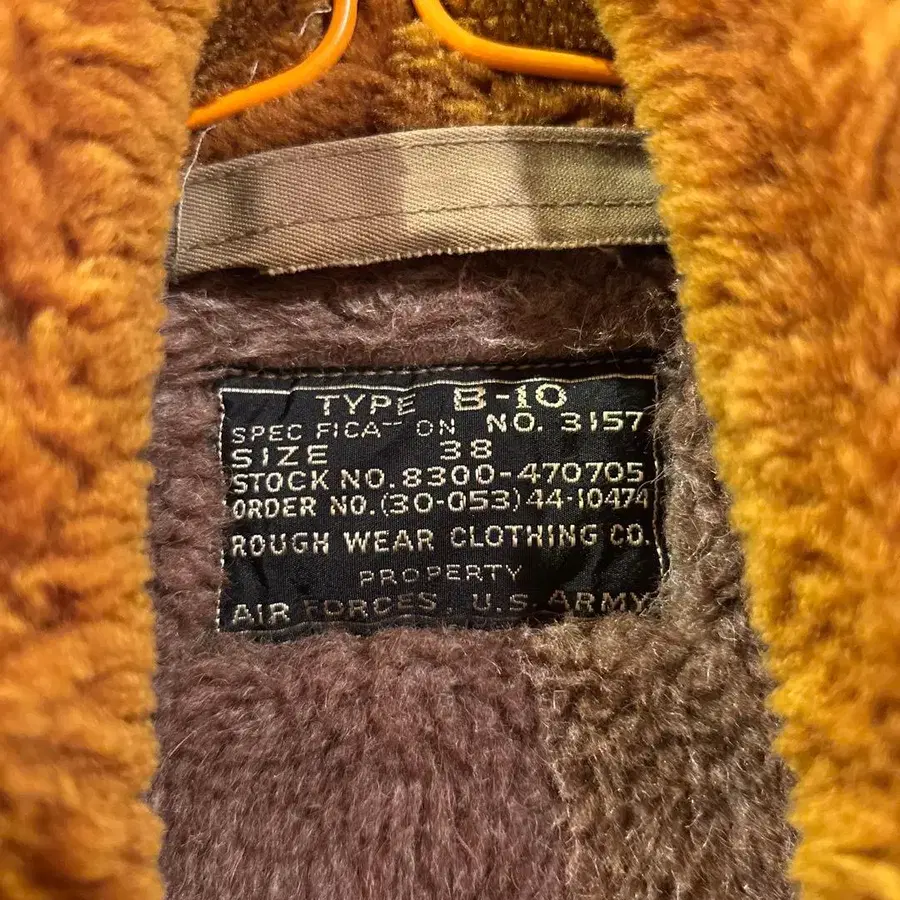 TYPE B-10
SPEC FICAT ON NO. 3157
SIZE 38
STOCK NO. 8300-470705
ORDER NO. (30-053) 44-10474
ROUGH WEAR CLOTHING CO.
PROPERTY
AIR FORCES, U.S. ARMY